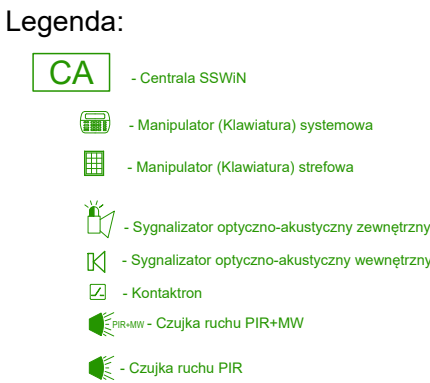 Legenda:
CA - Centrala SSWiN
- Manipulator (Klawiatura) systemowa
- Manipulator (Klawiatura) strefowa
- Sygnalizator optyczno-akustyczny zewnętrzny
- Sygnalizator optyczno-akustyczny wewnętrzny
- Kontaktron
PIR+MW - Czujka ruchu PIR+MW
- Czujka ruchu PIR